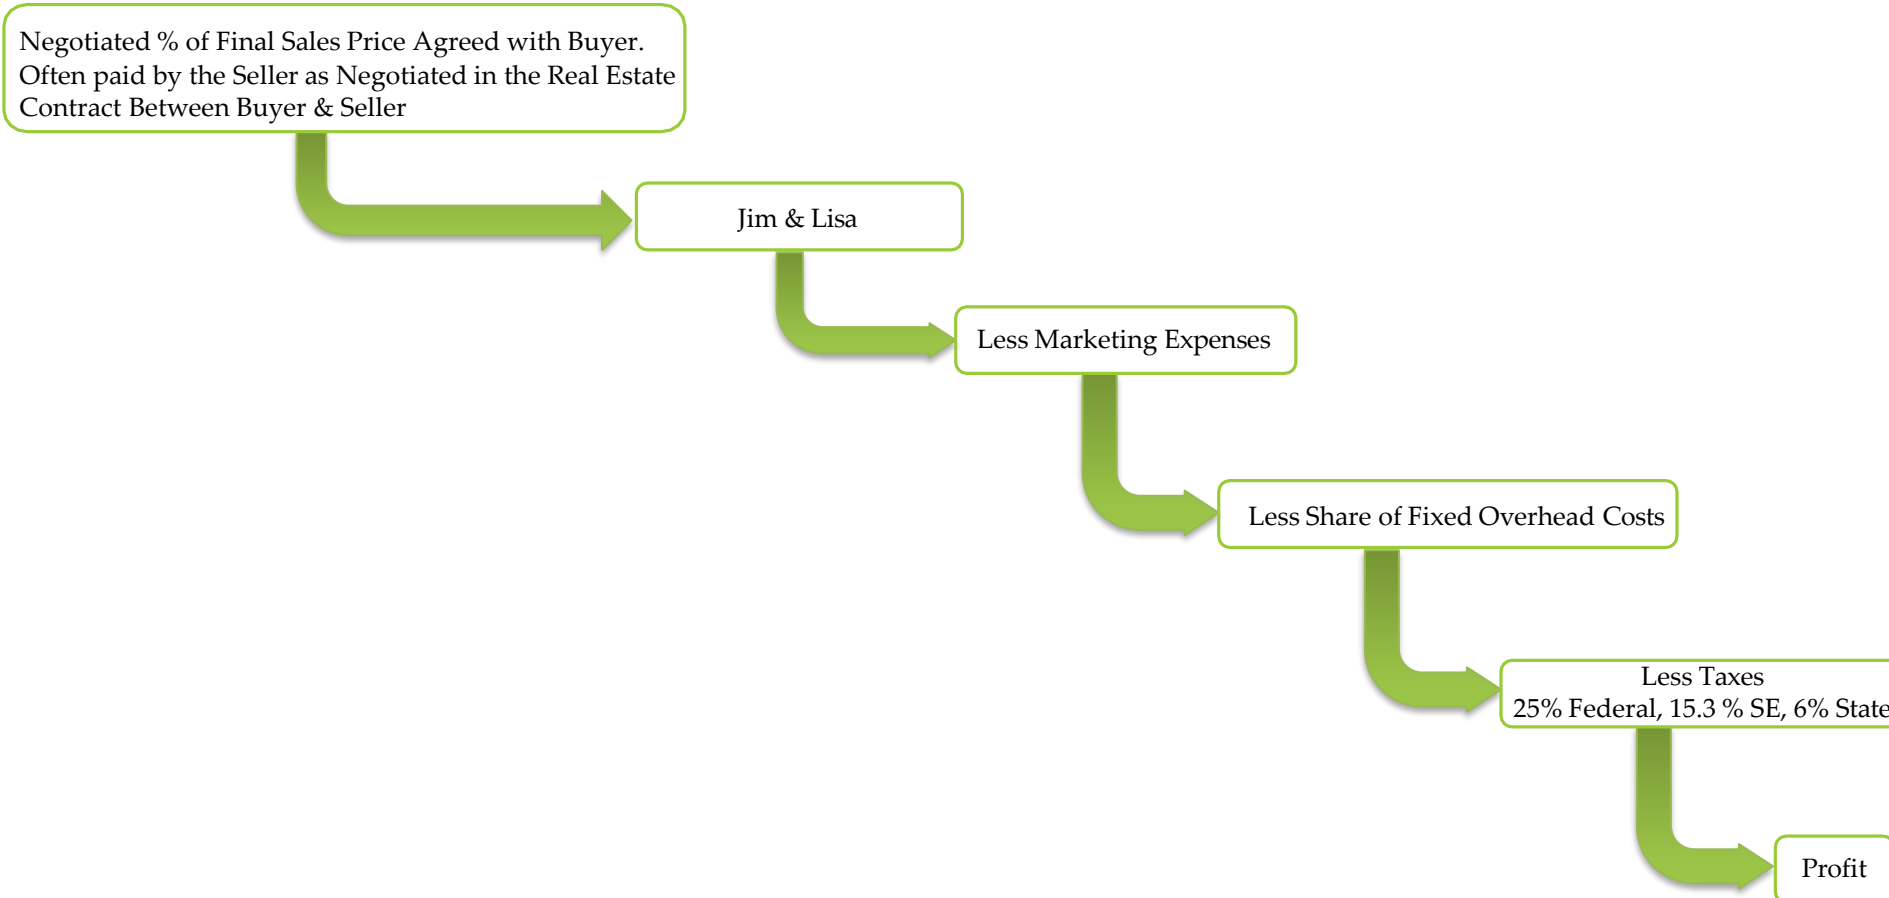 Negotiated % of Final Sales Price Agreed with Buyer.
Often paid by the Seller as Negotiated in the Real Estate
Contract Between Buyer & Seller
Jim & Lisa
Less Marketing Expenses
Less Share of Fixed Overhead Costs
Less Taxes
25% Federal, 15.3 % SE, 6% State
Profit